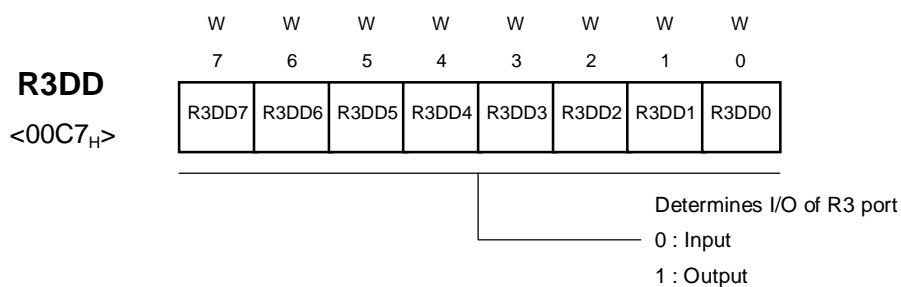 W W W W W W W W
7 6 5 4 3 2 1 0
R3DD
R3DD7 R3DD6 R3DD5 R3DD4 R3DD3 R3DD2 R3DD1 R3DD0
<00C7H>
Determines I/O of R3 port
0 : Input
1 : Output